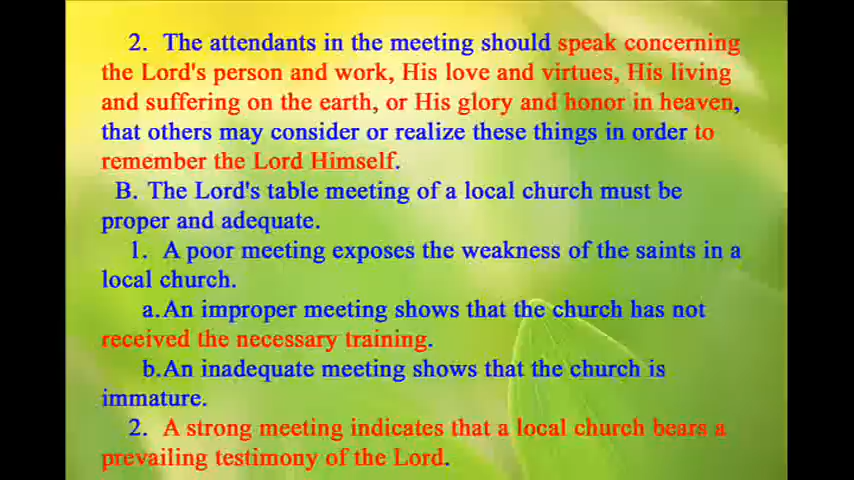 2. The attendants in the meeting should speak concerning
the Lord's person and work, His love and virtues, His living
and suffering on the earth, or His glory and honor in heaven,
that others may consider or realize these things in order to
remember the Lord Himself.
B. The Lord's table meeting of a local church must be
proper and adequate.
1. A poor meeting exposes the weakness of the saints in a
local church.
a.An improper meeting shows that the church has not
received the necessary training.
b.An inadequate meeting shows that the church is
immature.
2. A strong meeting indicates that a local church bears a
prevailing testimony of the Lord.